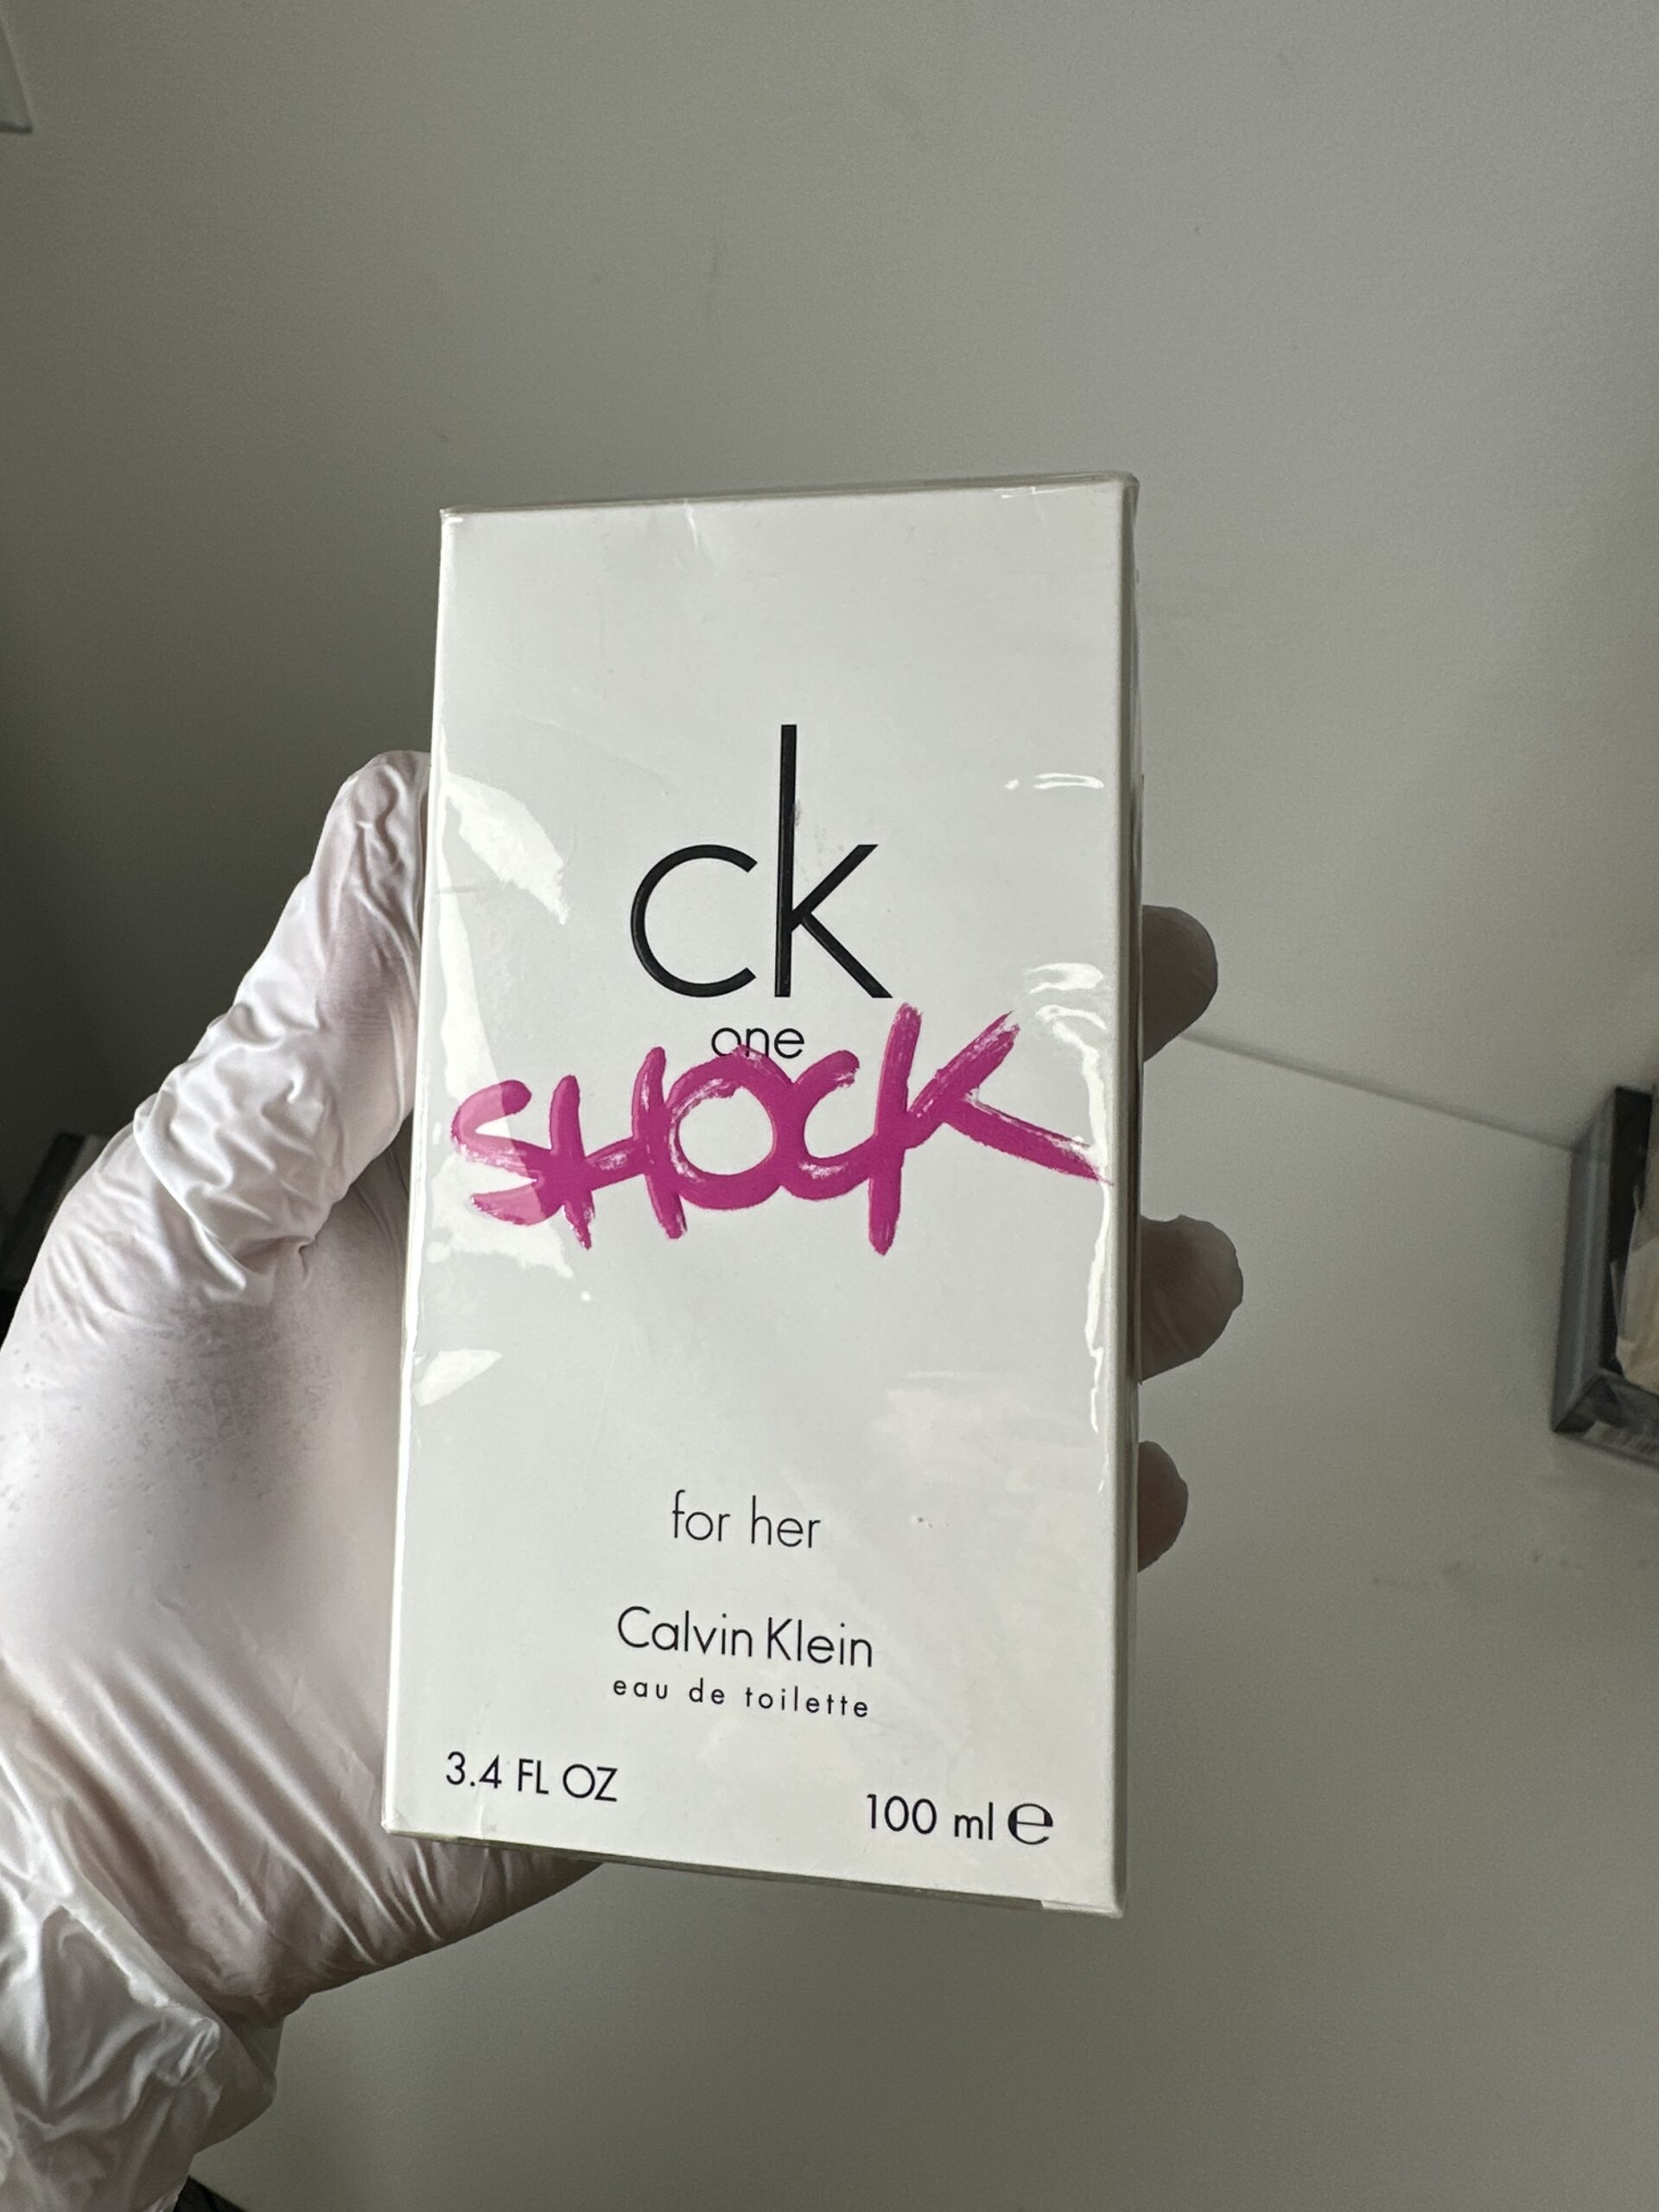 ck
one
SHOCK
for her
Calvin Klein
eau de toilette
3.4 FL OZ
100 ml ℮